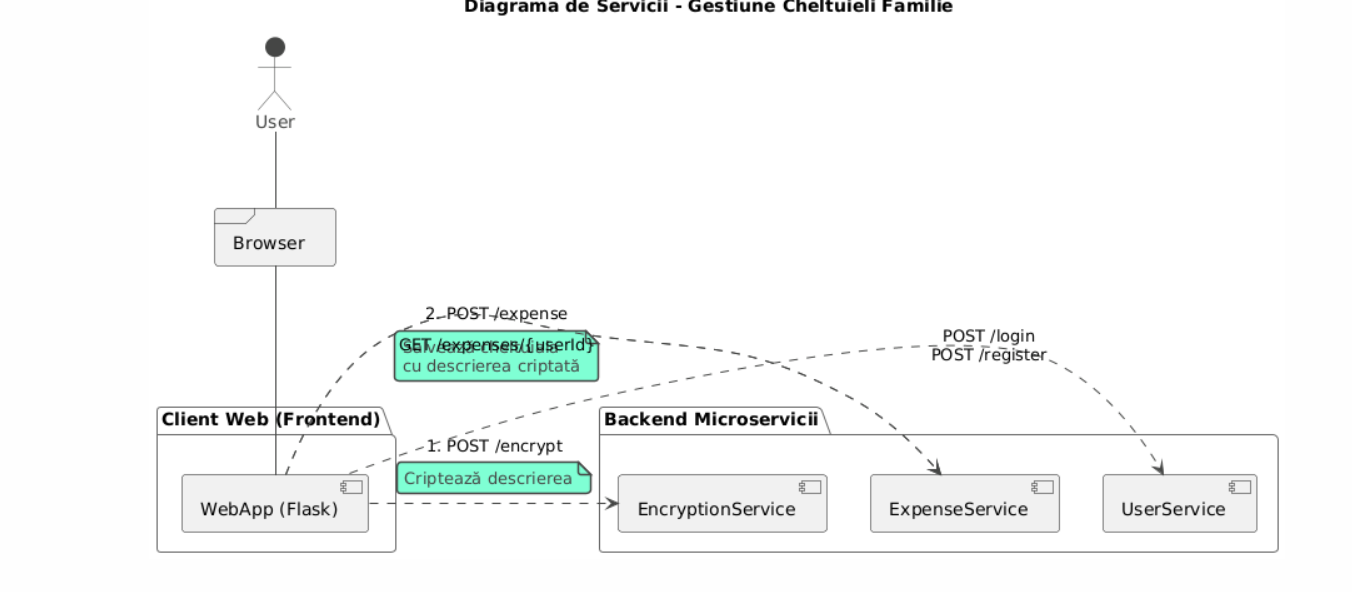 Diagrama de Servicii - Gestiune Cheltuieli Familie
User
Browser
2. POST /expense
GET /expenses/{userId}
Salvează cheltuiala
cu descrierea criptată
POST /login
POST /register
Client Web (Frontend)
Backend Microservicii
1. POST /encrypt
Criptează descrierea
WebApp (Flask)
EncryptionService
ExpenseService
UserService